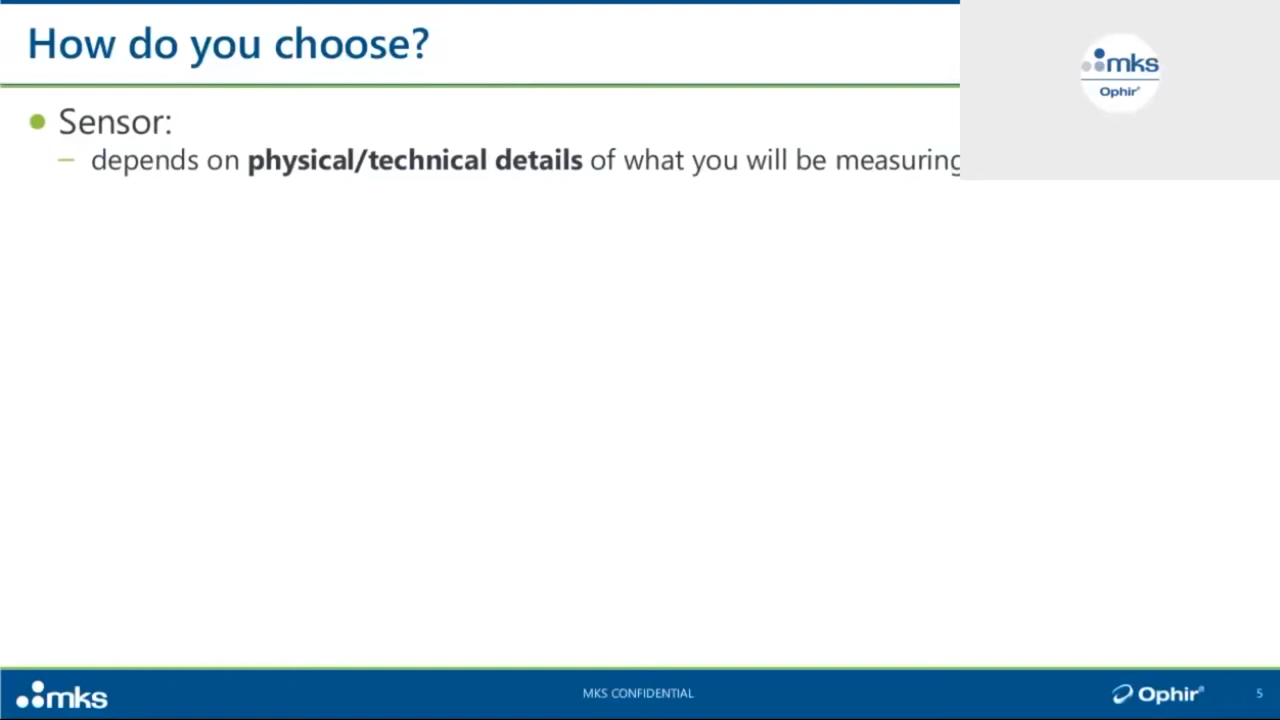 How do you choose?
mks
Ophir®
● Sensor:
– depends on physical/technical details of what you will be measuring
mks
MKS CONFIDENTIAL
Ophir®
5